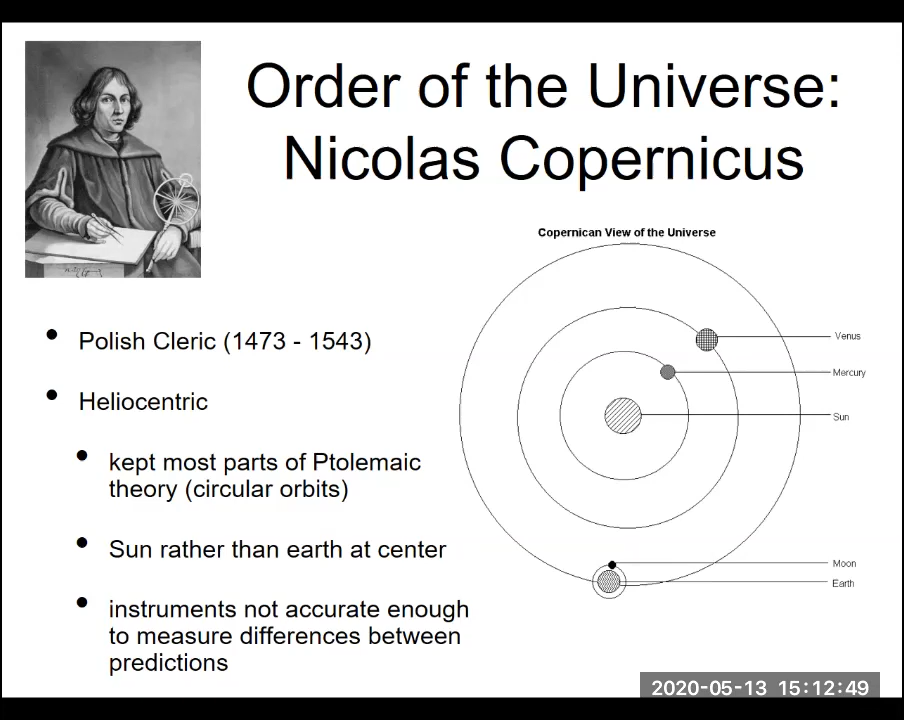 Order of the Universe:
Nicolas Copernicus
Copernican View of the Universe
Venus
Mercury
Sun
Moon
Earth
• Polish Cleric (1473 - 1543)
• Heliocentric
• kept most parts of Ptolemaic
theory (circular orbits)
• Sun rather than earth at center
• instruments not accurate enough
to measure differences between
predictions
2020-05-13 15:12:49